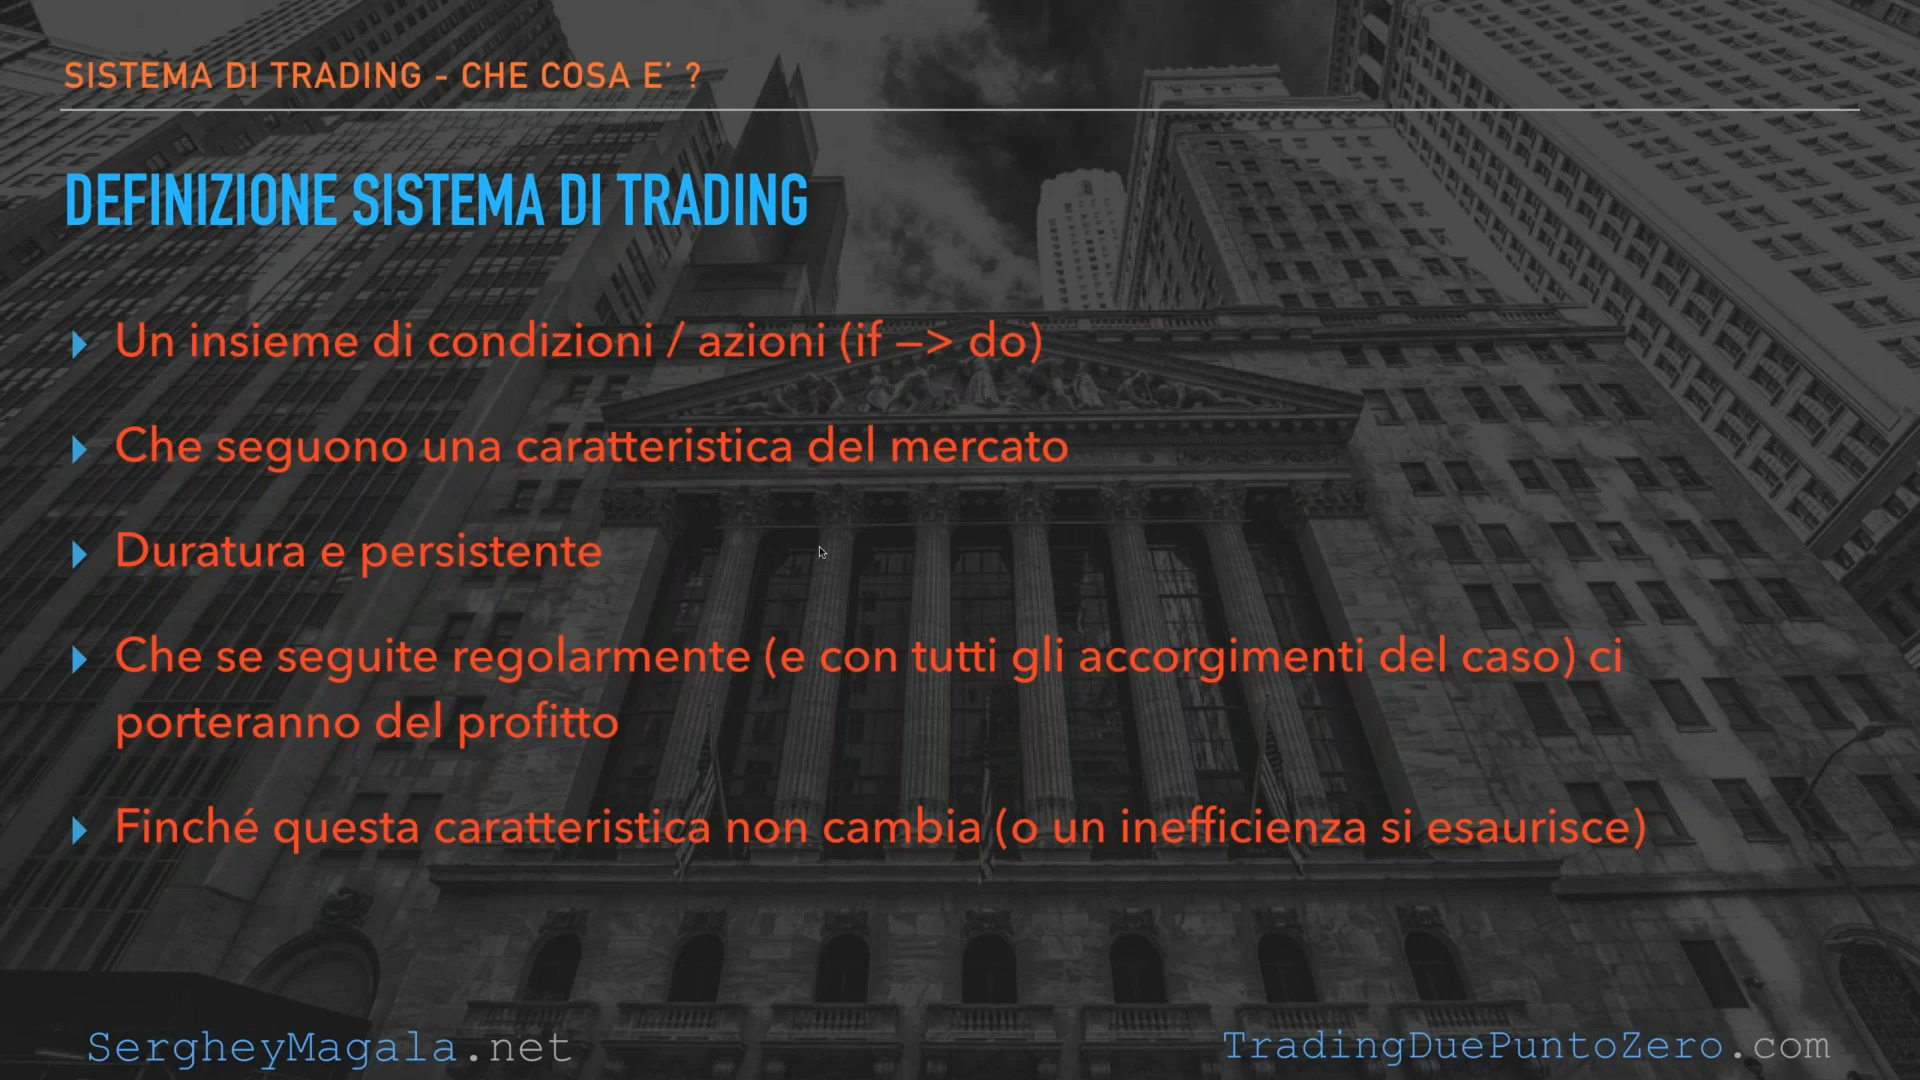 SISTEMA DI TRADING - CHE COSA E’ ?
DEFINIZIONE SISTEMA DI TRADING
Un insieme di condizioni / azioni (if —> do)
Che seguono una caratteristica del mercato
Duratura e persistente
Che se seguite regolarmente (e con tutti gli accorgimenti del caso) ci
porteranno del profitto
Finché questa caratteristica non cambia (o un inefficienza si esaurisce)
SergheyMagala.net
TradingDuePuntoZero.com